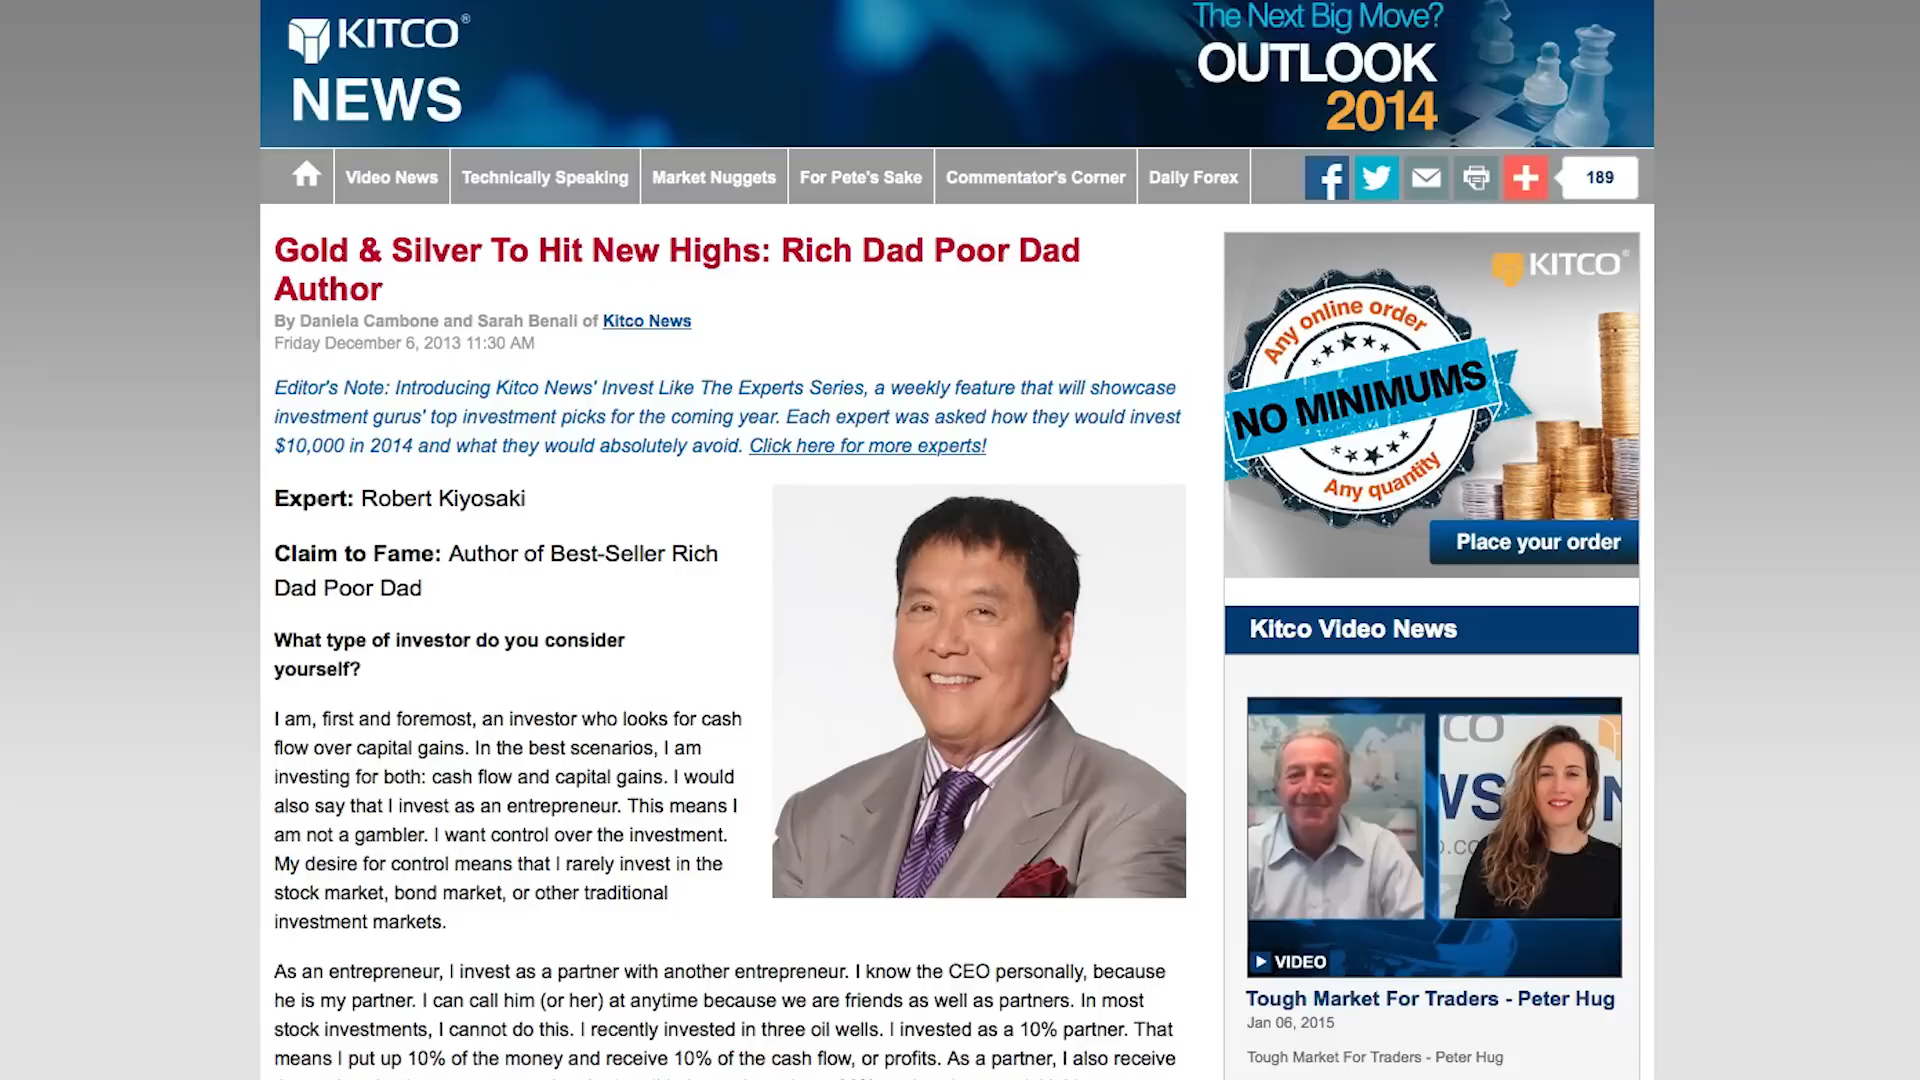 KITCO®
NEWS
The Next Big Move?
OUTLOOK
2014
Video News
Technically Speaking
Market Nuggets
For Pete's Sake
Commentator's Corner
Daily Forex
189
Gold & Silver To Hit New Highs: Rich Dad Poor Dad
Author
By Daniela Cambone and Sarah Benali of Kitco News
Friday December 6, 2013 11:30 AM
Editor's Note: Introducing Kitco News' Invest Like The Experts Series, a weekly feature that will showcase
investment gurus' top investment picks for the coming year. Each expert was asked how they would invest
$10,000 in 2014 and what they would absolutely avoid. Click here for more experts!
Expert: Robert Kiyosaki
Claim to Fame: Author of Best-Seller Rich
Dad Poor Dad
What type of investor do you consider
yourself?
I am, first and foremost, an investor who looks for cash
flow over capital gains. In the best scenarios, I am
investing for both: cash flow and capital gains. I would
also say that I invest as an entrepreneur. This means I
am not a gambler. I want control over the investment.
My desire for control means that I rarely invest in the
stock market, bond market, or other traditional
investment markets.
As an entrepreneur, I invest as a partner with another entrepreneur. I know the CEO personally, because
he is my partner. I can call him (or her) at anytime because we are friends as well as partners. In most
stock investments, I cannot do this. I recently invested in three oil wells. I invested as a 10% partner. That
means I put up 10% of the money and receive 10% of the cash flow, or profits. As a partner, I also receive
KITCO®
Any online order
NO MINIMUMS
Any quantity
Place your order
Kitco Video News
VIDEO
Tough Market For Traders - Peter Hug
Jan 06, 2015
Tough Market For Traders - Peter Hug